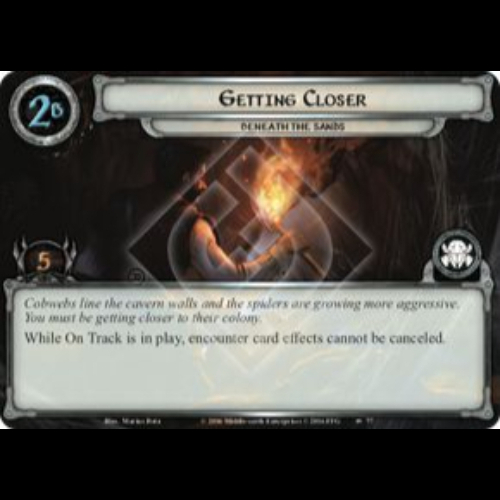 2B
GETTING CLOSER
BENEATH THE SANDS
5
Cobwebs line the cavern walls and the spiders are growing more aggressive.
You must be getting closer to their colony.
While On Track is in play, encounter card effects cannot be canceled.
Illus.